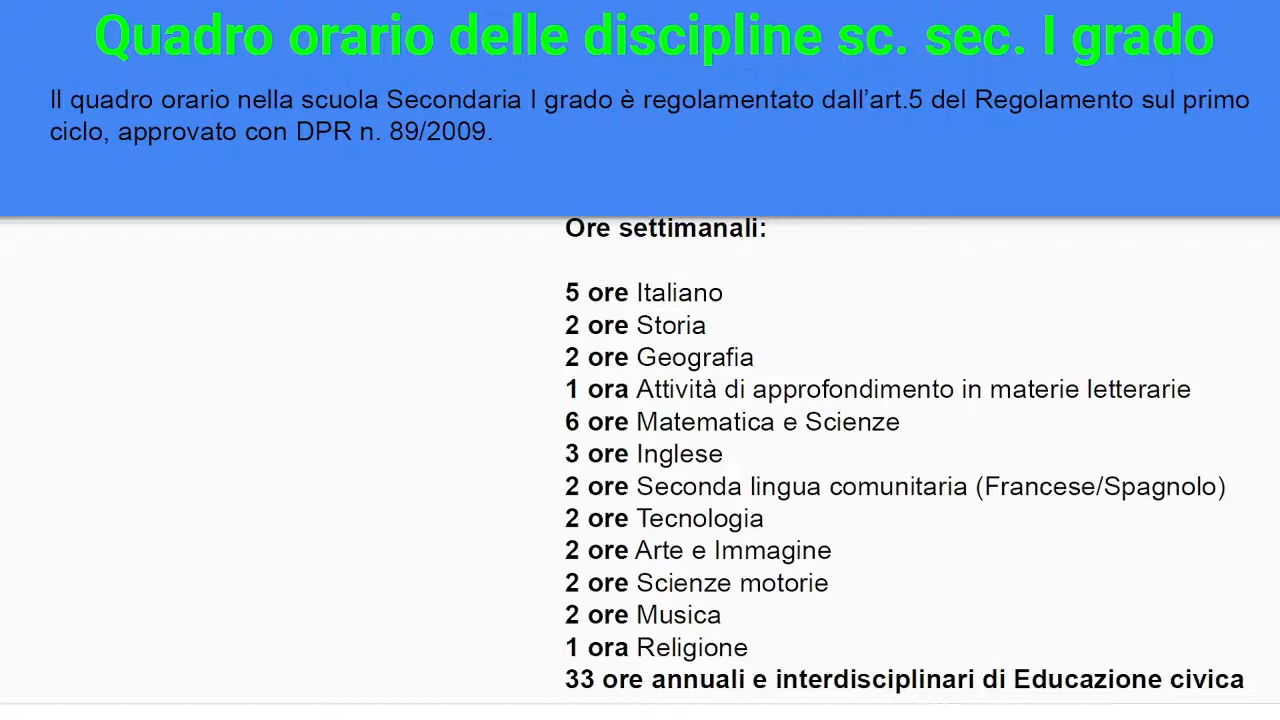 Quadro orario delle discipline sc. sec. I grado
Il quadro orario nella scuola Secondaria I grado è regolamentato dall’art.5 del Regolamento sul primo
ciclo, approvato con DPR n. 89/2009.
Ore settimanali:
5 ore Italiano
2 ore Storia
2 ore Geografia
1 ora Attività di approfondimento in materie letterarie
6 ore Matematica e Scienze
3 ore Inglese
2 ore Seconda lingua comunitaria (Francese/Spagnolo)
2 ore Tecnologia
2 ore Arte e Immagine
2 ore Scienze motorie
2 ore Musica
1 ora Religione
33 ore annuali e interdisciplinari di Educazione civica